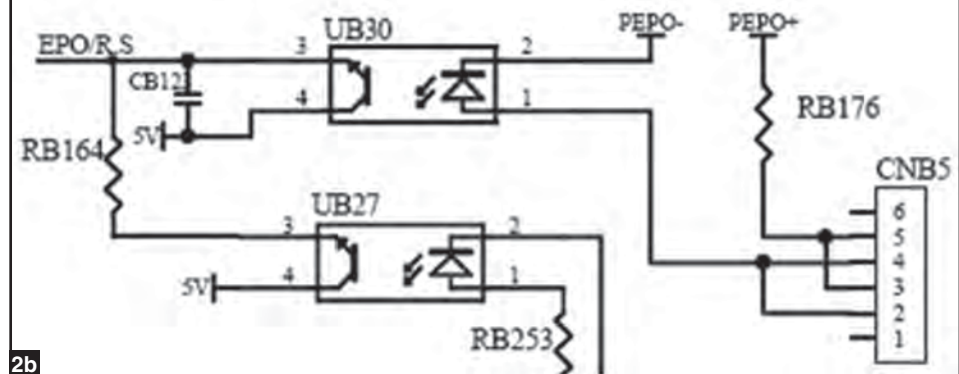 UB30
PEPO-
PEPO+
EPO/R,S
3
2
CB12
4
1
RB176
5V
RB164
CNB5
UB27
6
3
2
5
4
5V
4
1
3
2
RB253
1
2b